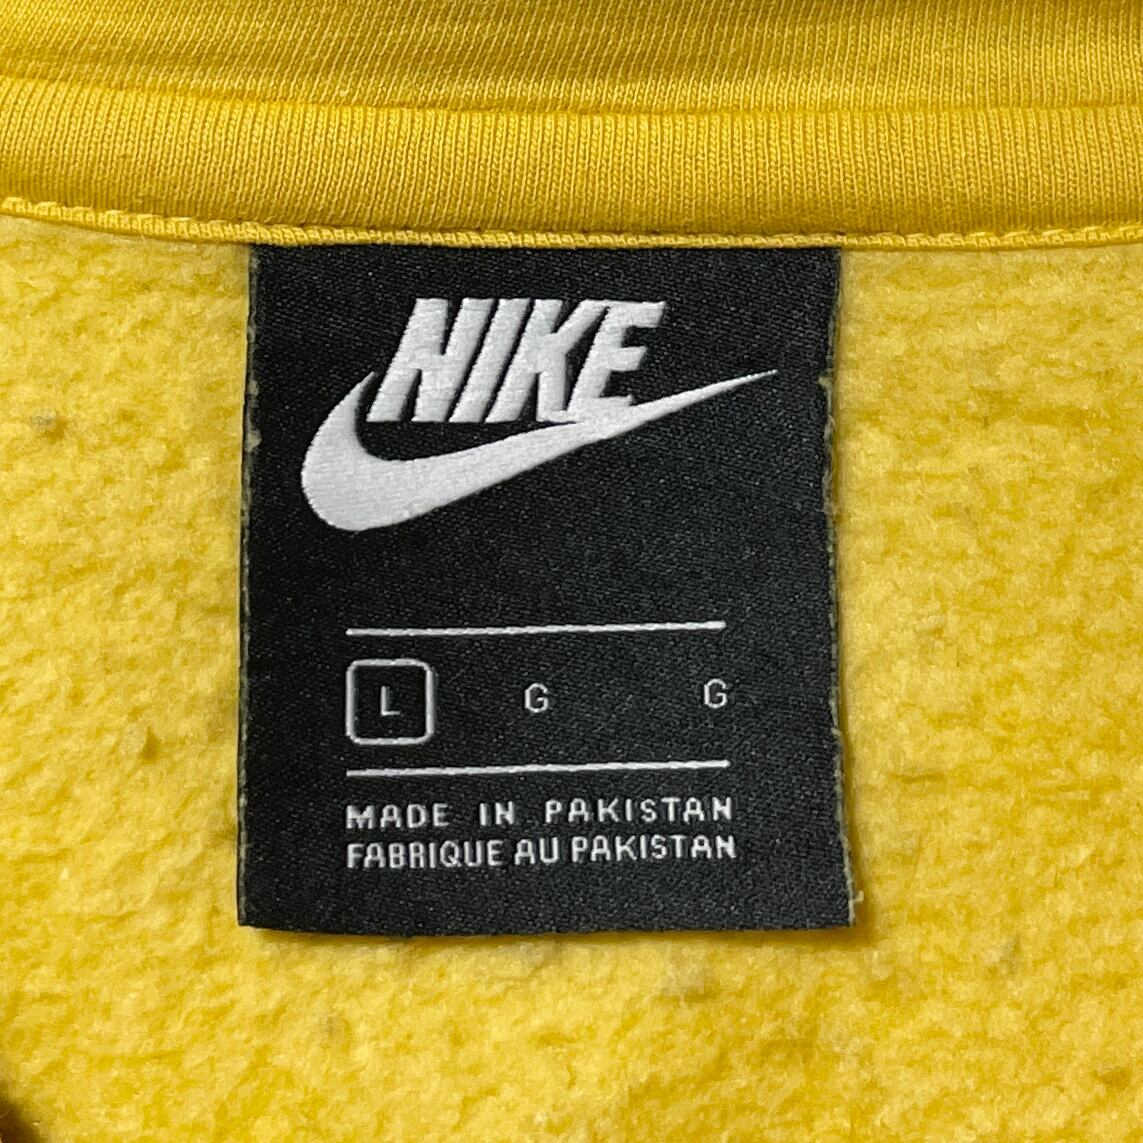 NIKE
L G G
MADE IN PAKISTAN
FABRIQUE AU PAKISTAN